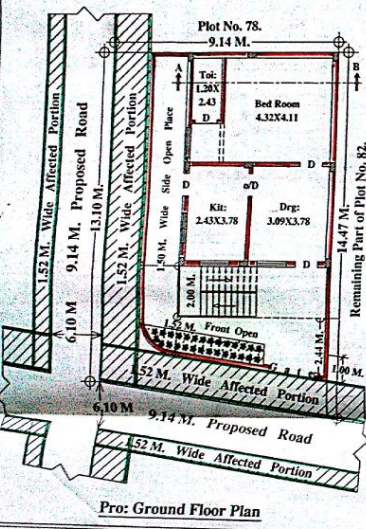 Plot No. 78.
9.14 M.
A
B
Toi:
1.20X
2.43
D
Bed Room
4.32X4.11
1.52 M. Wide Affected Portion
9.14 M. Proposed Road
13.10 M.
1.52 M. Wide Affected Portion
1.50 M. Wide Side Open Place
D
D
o/D
Kit:
2.43X3.78
Drg:
3.09X3.78
D
14.47 M.
Remaining Part of Plot No. 82.
2.00 M.
1.52 M.
Front Open
2.44 M.
Gate
1.00 M.
6.10 M
1.52 M. Wide Affected Portion
6.10 M
9.14 M. Proposed Road
1.52 M. Wide Affected Portion
Pro: Ground Floor Plan